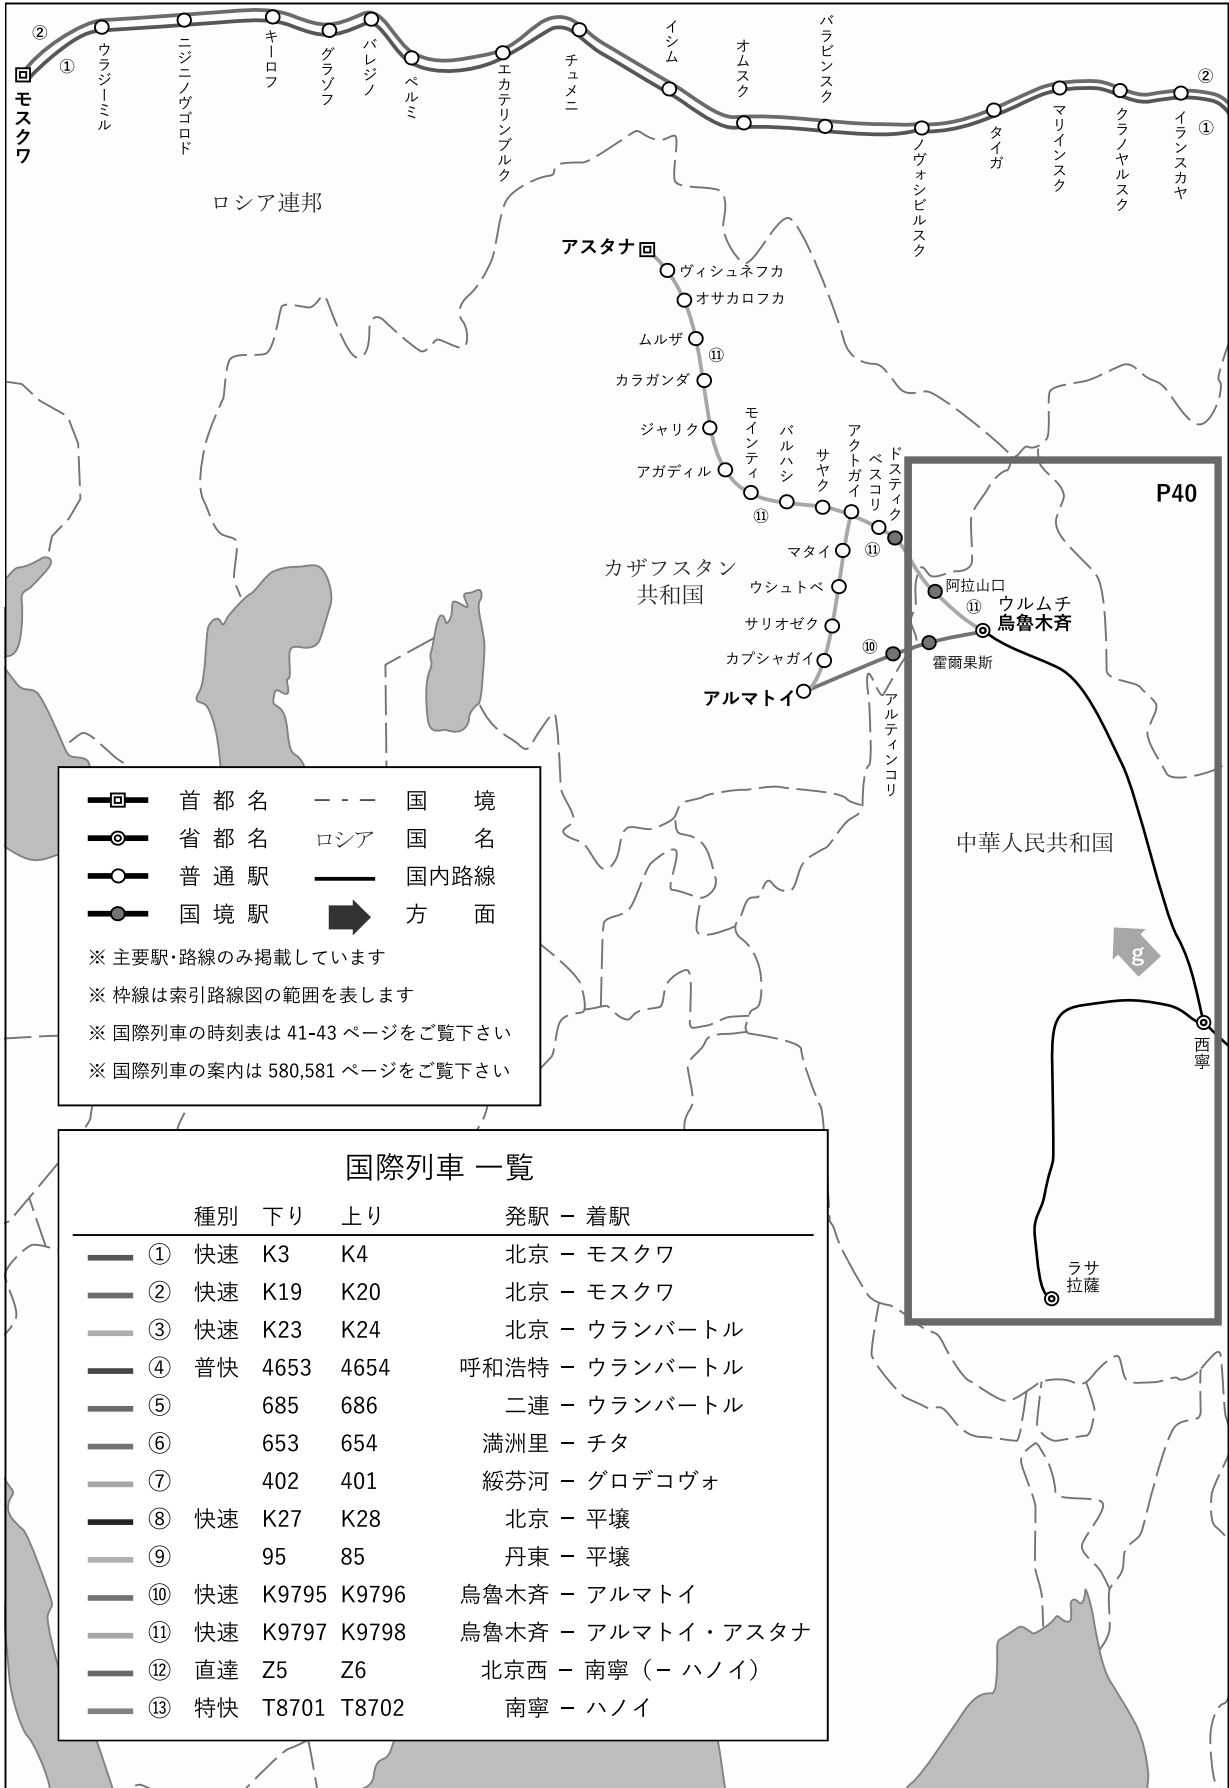 ②
①
モスクワ
ウラジーミル
ニジニノヴゴロド
キーロフ
グラゾフ
バレジノ
ペルミ
エカテリンブルク
チュメニ
イシム
オムスク
バラビンスク
ノヴォシビルスク
タイガ
マリインスク
クラノヤルスク
イランスカヤ
②
①
ロシア連邦
アスタナ
ヴィシュネフカ
オサカロフカ
ムルザ
⑪
カラガンダ
ジャリク
アガディル
モインティ
バルハシ
サヤク
アクトガイ
ベスコリ
ドスティク
⑪
⑪
マタイ
ウシュトベ
サリオゼク
カプシャガイ
アルマトイ
⑩
アルティンコリ
カザフスタン
共和国
P40
阿拉山口
⑪
ウルムチ
烏魯木斉
霍爾果斯
中華人民共和国
g
西寧
ラサ
拉薩
首都名 国境
省都名 ロシア 国名
普通駅 国内路線
国境駅 方面
※ 主要駅・路線のみ掲載しています
※ 枠線は索引路線図の範囲を表します
※ 国際列車の時刻表は 41-43 ページをご覧下さい
※ 国際列車の案内は 580,581 ページをご覧下さい
国際列車 一覧
種別 下り 上り 発駅 − 着駅
① 快速 K3 K4 北京 − モスクワ
② 快速 K19 K20 北京 − モスクワ
③ 快速 K23 K24 北京 − ウランバートル
④ 普快 4653 4654 呼和浩特 − ウランバートル
⑤ 685 686 二連 − ウランバートル
⑥ 653 654 満洲里 − チタ
⑦ 402 401 綏芬河 − グロデコヴォ
⑧ 快速 K27 K28 北京 − 平壌
⑨ 95 85 丹東 − 平壌
⑩ 快速 K9795 K9796 烏魯木斉 − アルマトイ
⑪ 快速 K9797 K9798 烏魯木斉 − アルマトイ・アスタナ
⑫ 直達 Z5 Z6 北京西 − 南寧（− ハノイ）
⑬ 特快 T8701 T8702 南寧 − ハノイ